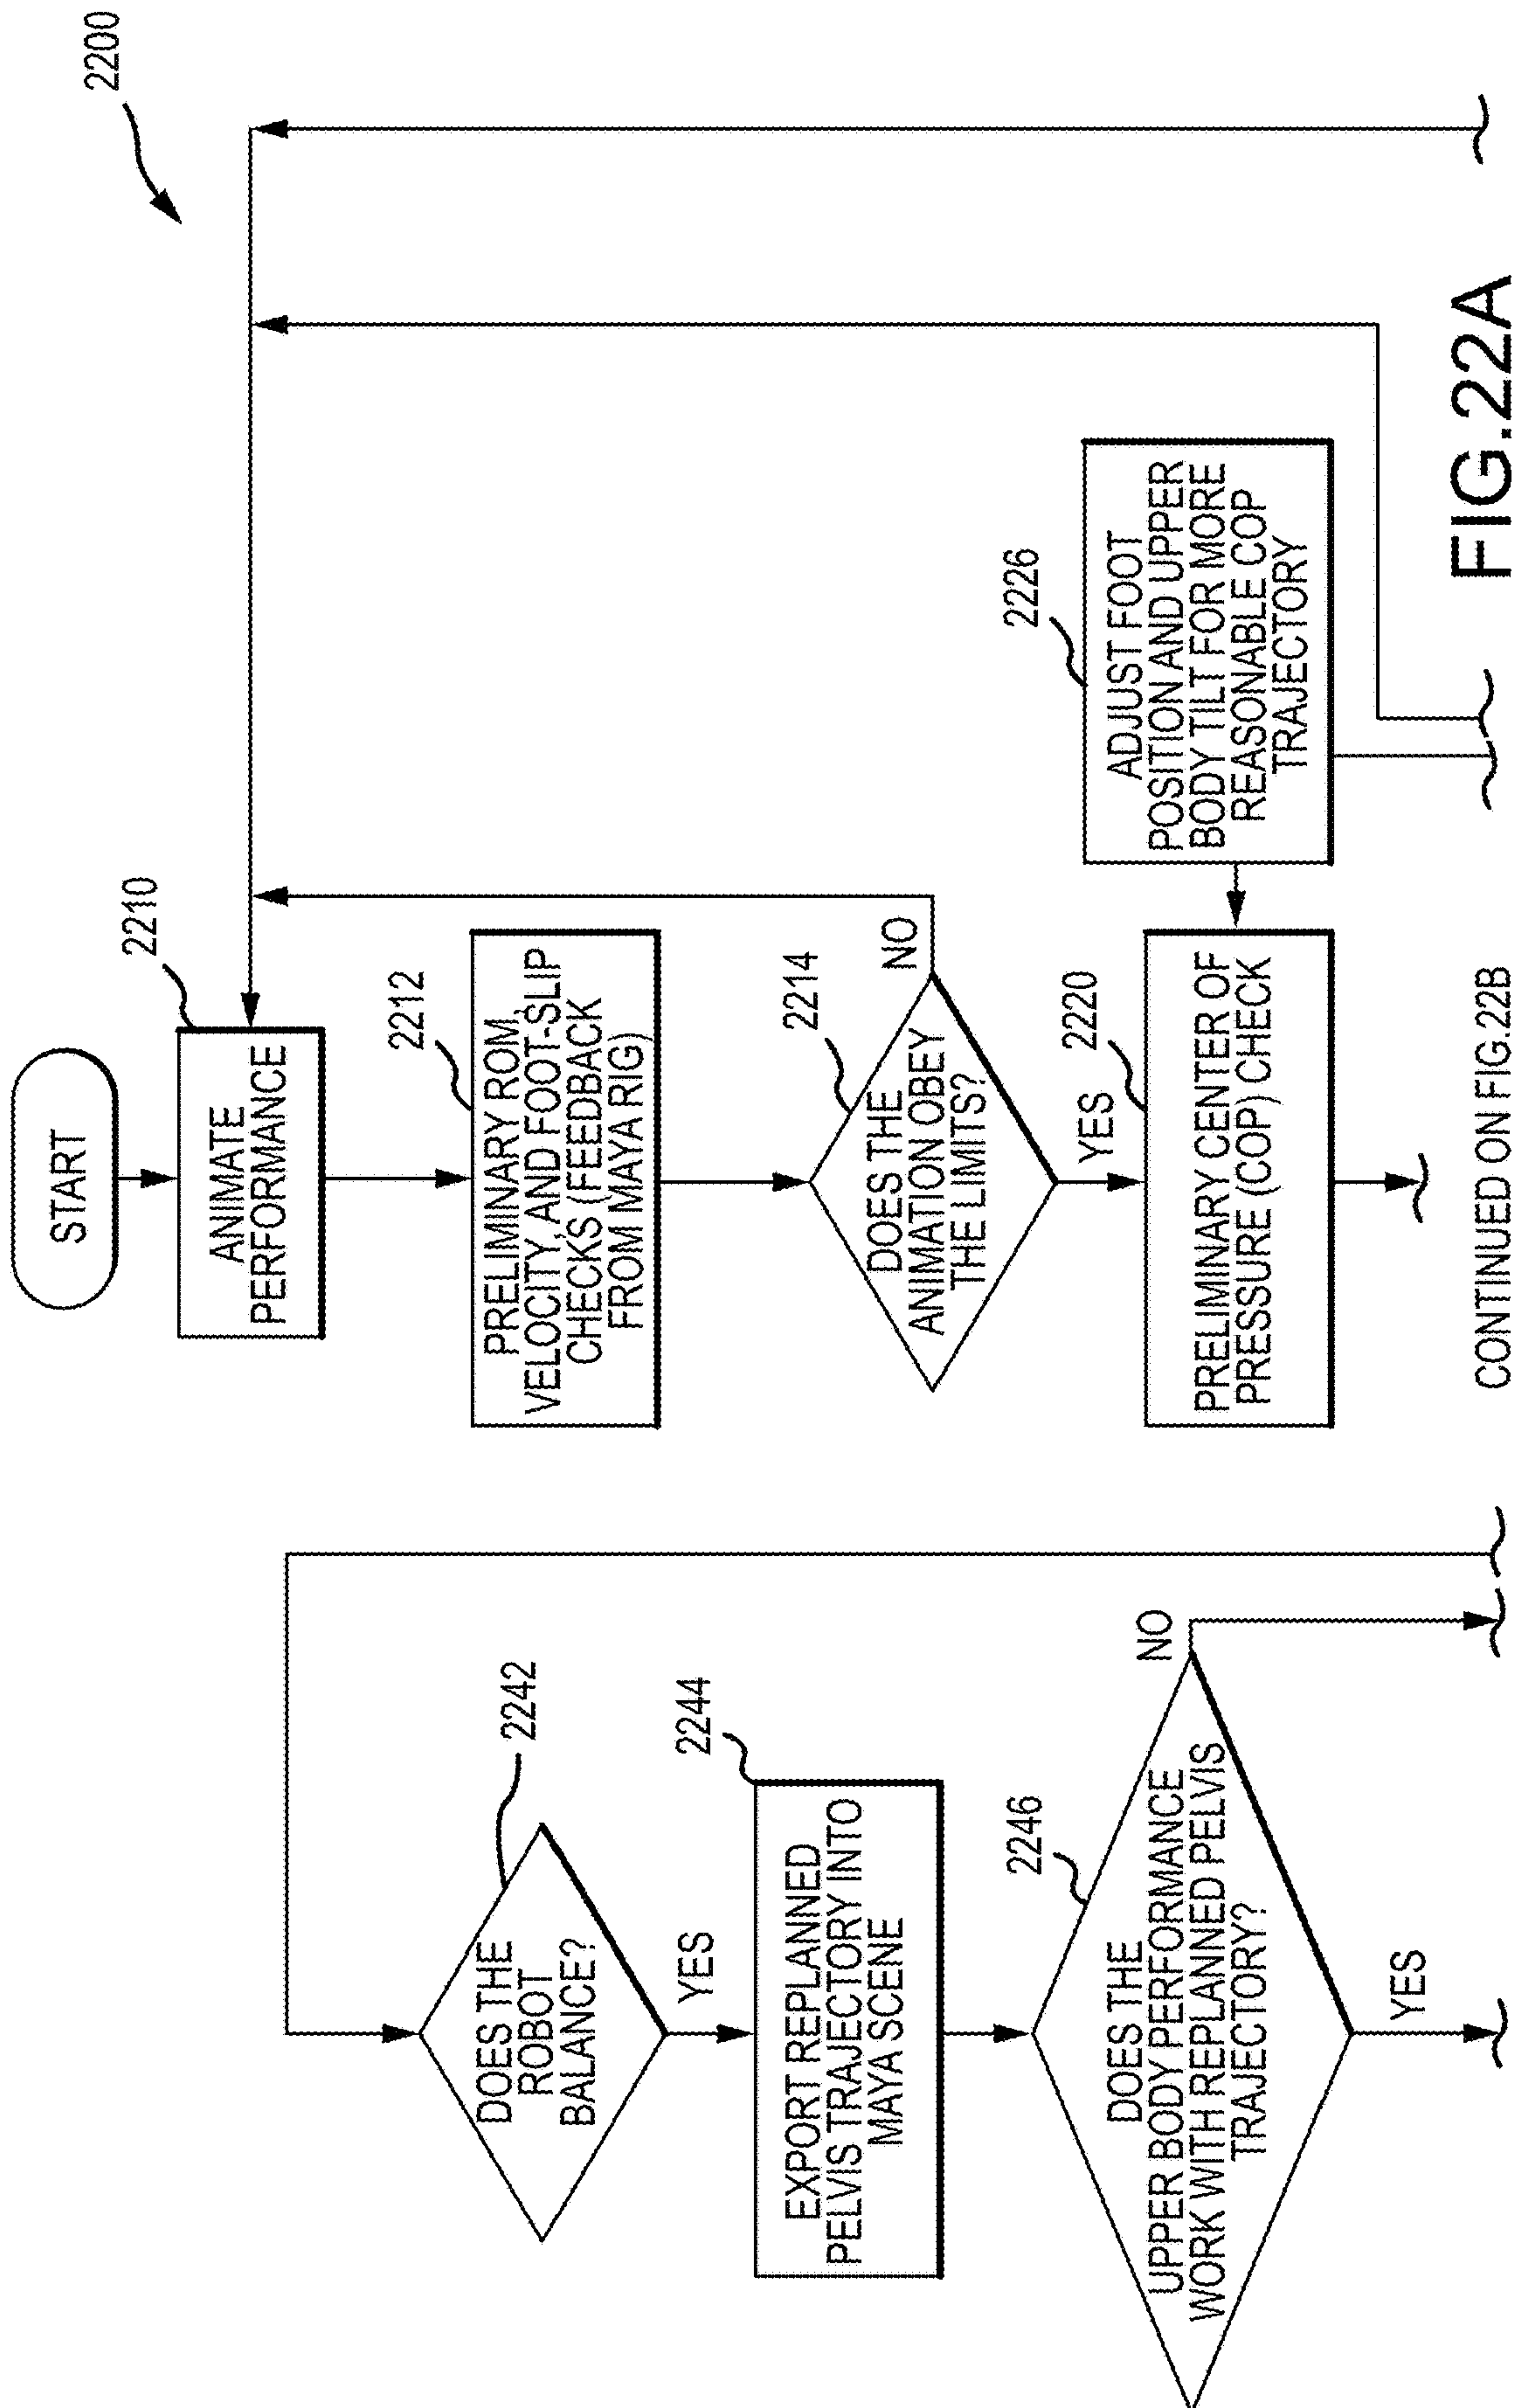 2200
START
2210
ANIMATE
PERFORMANCE
2212
PRELIMINARY ROM,
VELOCITY, AND FOOT-SLIP
CHECKS (FEEDBACK
FROM MAYA RIG)
2214
DOES THE
ANIMATION OBEY
THE LIMITS?
NO
YES
2220
PRELIMINARY CENTER OF
PRESSURE (COP) CHECK
2226
ADJUST FOOT
POSITION AND UPPER
BODY TILT FOR MORE
REASONABLE COP
TRAJECTORY
2242
DOES THE
ROBOT
BALANCE?
YES
2244
EXPORT REPLANNED
PELVIS TRAJECTORY INTO
MAYA SCENE
2246
DOES THE
UPPER BODY PERFORMANCE
WORK WITH REPLANNED PELVIS
TRAJECTORY?
NO
YES
CONTINUED ON FIG.22B
FIG.22A